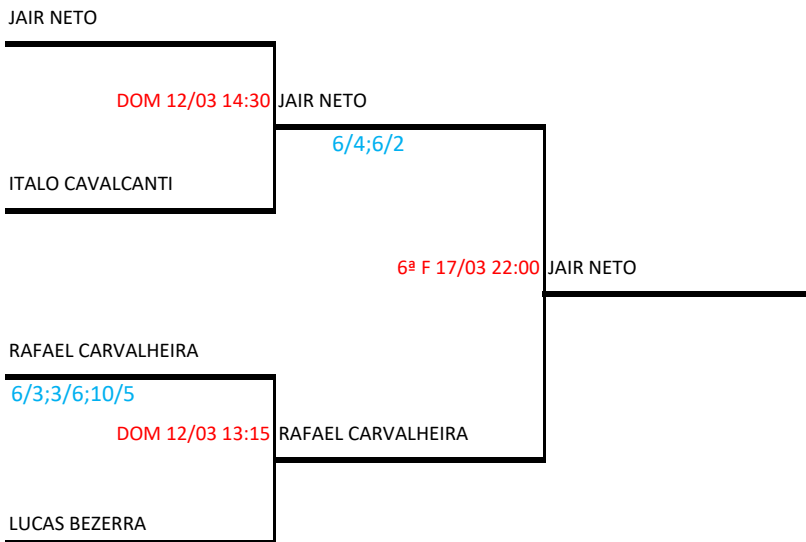 JAIR NETO
DOM 12/03 14:30 JAIR NETO
6/4;6/2
ITALO CAVALCANTI
6ª F 17/03 22:00 JAIR NETO
RAFAEL CARVALHEIRA
6/3;3/6;10/5
DOM 12/03 13:15 RAFAEL CARVALHEIRA
LUCAS BEZERRA